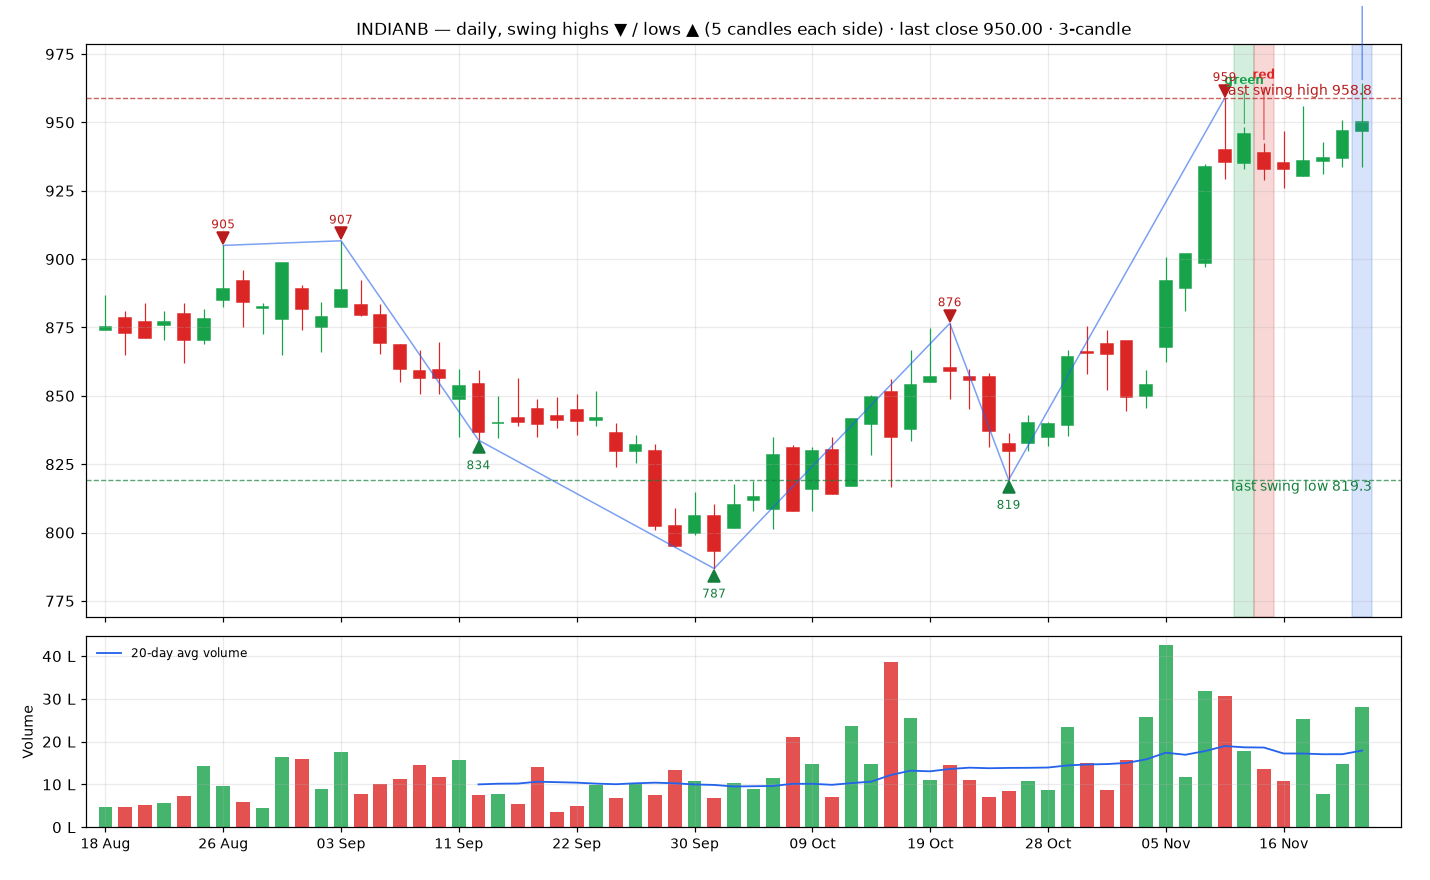 INDIANB — daily, swing highs ▼ / lows ▲ (5 candles each side) · last close 950.00 · 3-candle
975
950
925
900
875
850
825
800
775
905
907
834
787
876
819
959
green
red
last swing high 958.8
last swing low 819.3
20-day avg volume
Volume
40 L
30 L
20 L
10 L
0 L
18 Aug
26 Aug
03 Sep
11 Sep
22 Sep
30 Sep
09 Oct
19 Oct
28 Oct
05 Nov
16 Nov